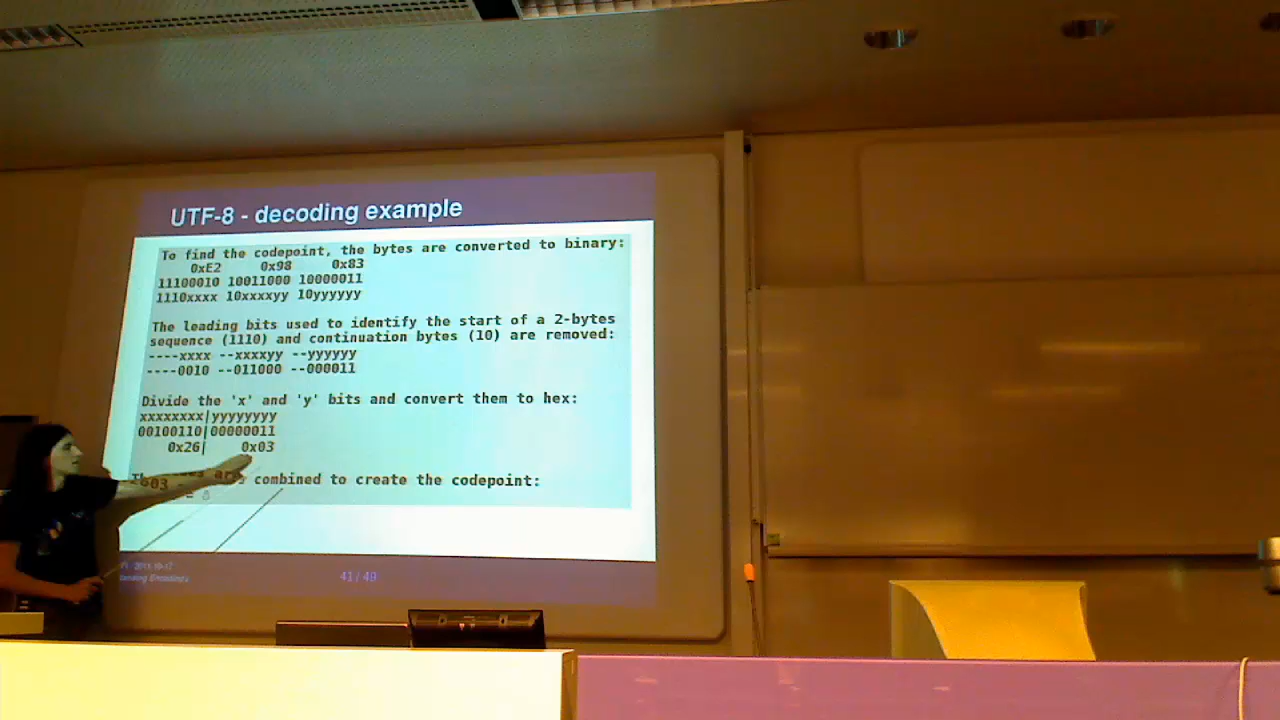 UTF-8 - decoding example
To find the codepoint, the bytes are converted to binary:
0xE2 0x98 0x83
11100010 10011000 10000011
1110xxxx 10xxxxyy 10yyyyyy
The leading bits used to identify the start of a 2-bytes
sequence (1110) and continuation bytes (10) are removed:
----xxxx --xxxxyy --yyyyyy
----0010 --011000 --000011
Divide the 'x' and 'y' bits and convert them to hex:
xxxxxxxx|yyyyyyyy
00100110|00000011
0x26| 0x03
combined to create the codepoint:
41 / 49